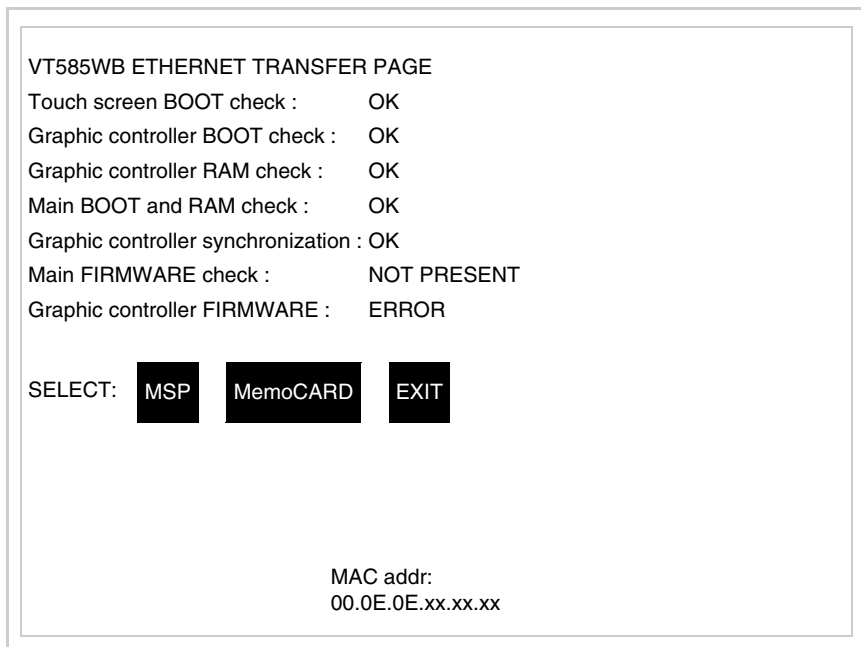 VT585WB ETHERNET TRANSFER PAGE
Touch screen BOOT check : OK
Graphic controller BOOT check : OK
Graphic controller RAM check : OK
Main BOOT and RAM check : OK
Graphic controller synchronization : OK
Main FIRMWARE check : NOT PRESENT
Graphic controller FIRMWARE : ERROR
SELECT: MSP MemoCARD EXIT
MAC addr:
00.0E.0E.xx.xx.xx